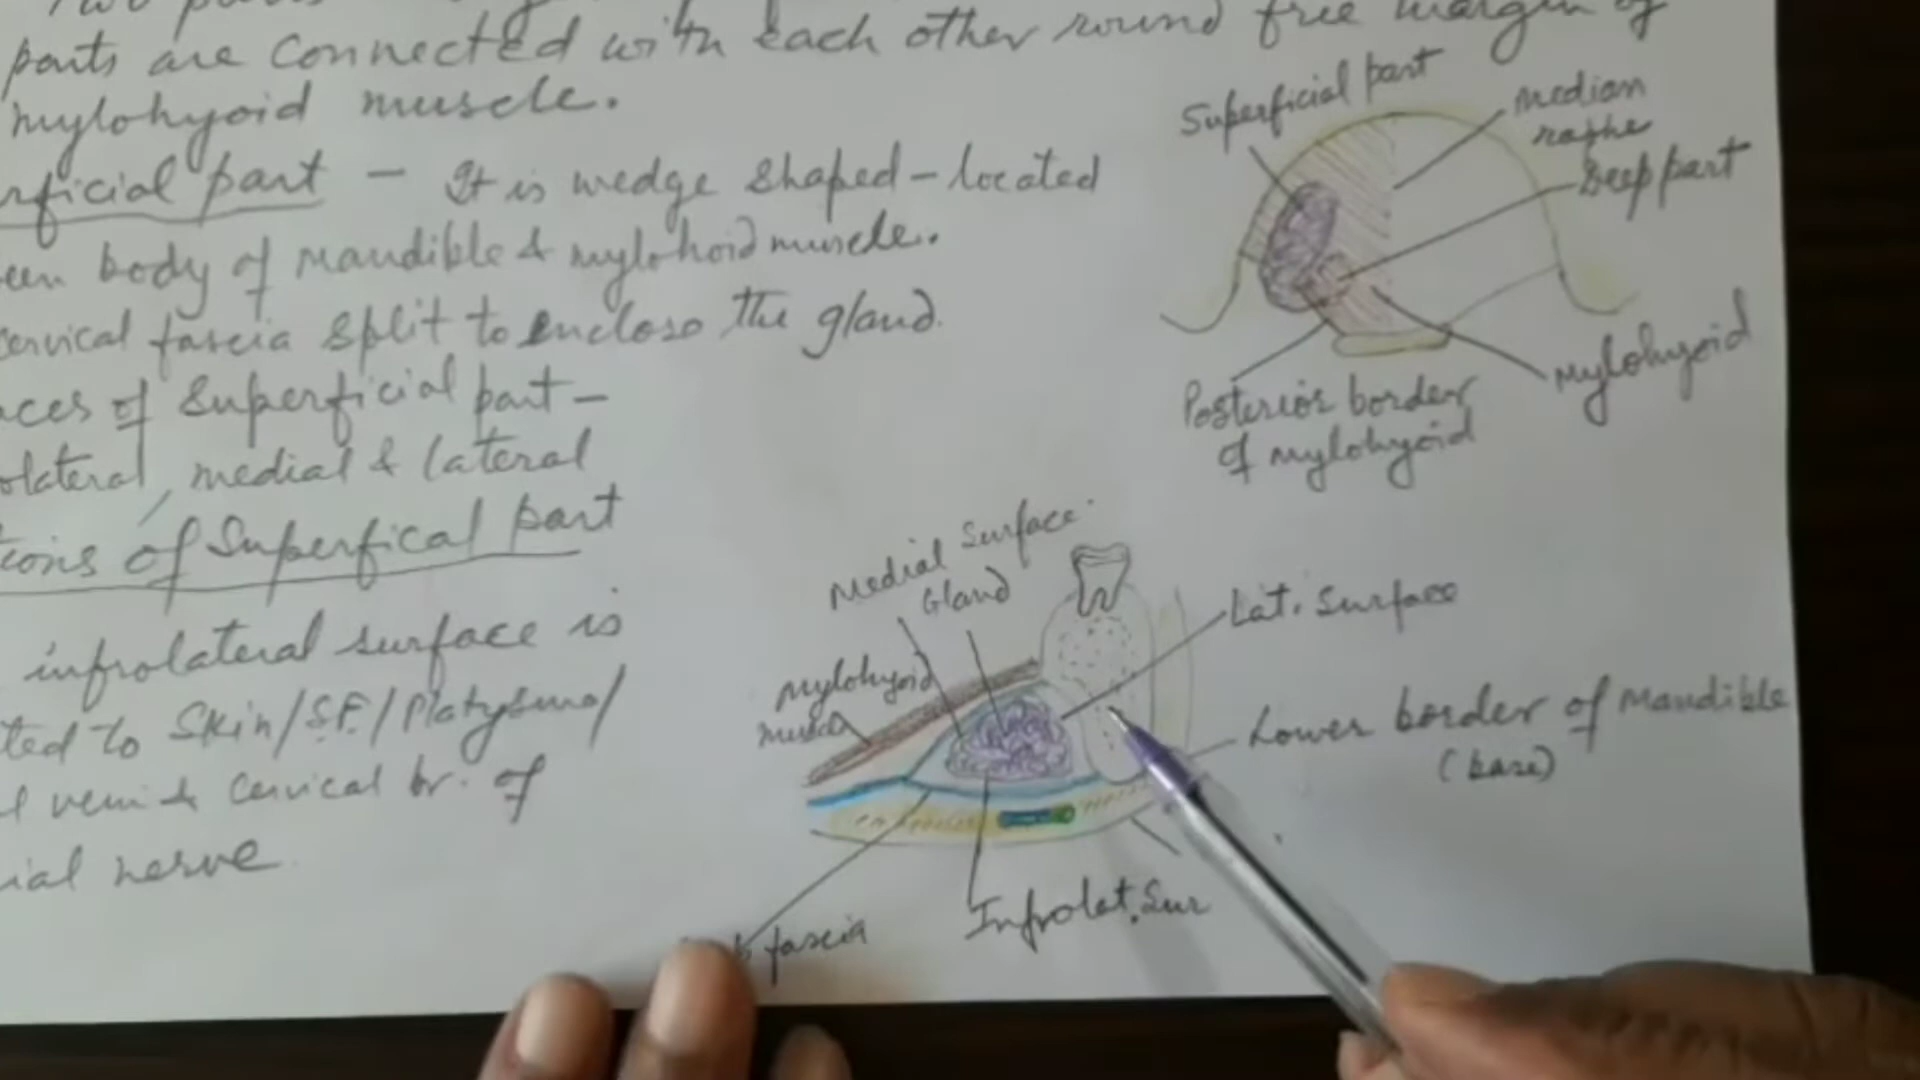 Two parts
parts are connected with each other round free margin of
mylohyoid muscle.
rficial part - It is wedge shaped - located
een body of mandible & mylohoid muscle.
cervical fascia split to enclose the gland.
aces of superficial part -
olateral, medial & lateral
tions of Superfical part
infrolateral surface is
ted to Skin/S.F./Platysma/
l vein & cervical br. of
ial nerve
Superficial part
median
raphe
Deep part
mylohyoid
Posterior border
of mylohyoid
Medial Surface
Gland
mylohyoid
muscle
Lat. Surface
Lower border of mandible
(base)
Infrolat. Sur
fascia